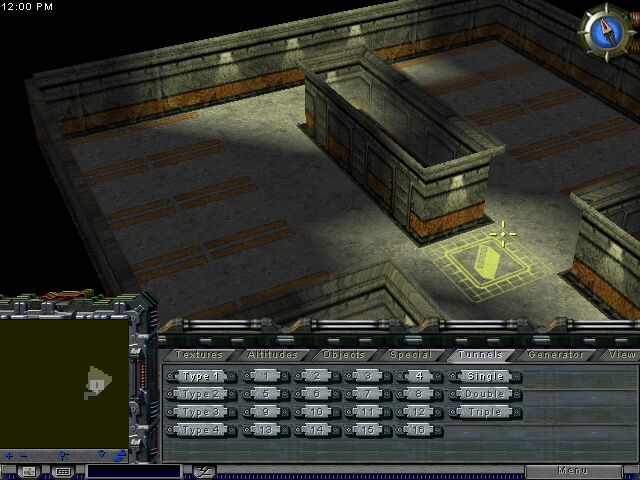 12:00 PM
Textures Altitudes Objects Special Tunnels Generator View
Type 1 1 2 3 4 Single
Type 2 5 6 7 8 Double
Type 3 9 10 11 12 Triple
Type 4 13 14 15 16
Menu